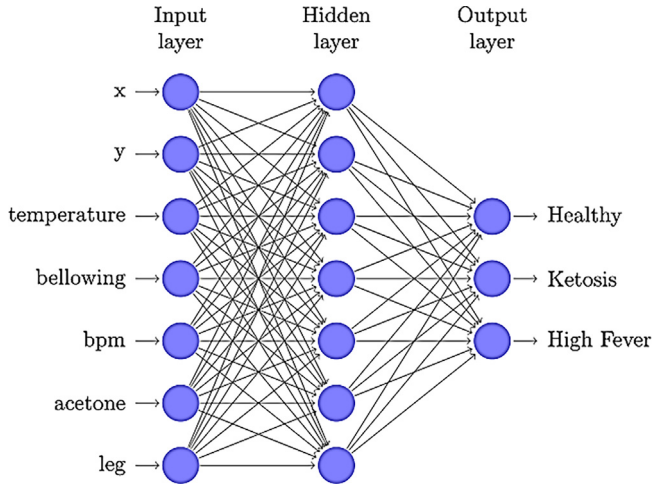 Input
layer
Hidden
layer
Output
layer
x
y
temperature
bellowing
bpm
acetone
leg
Healthy
Ketosis
High Fever